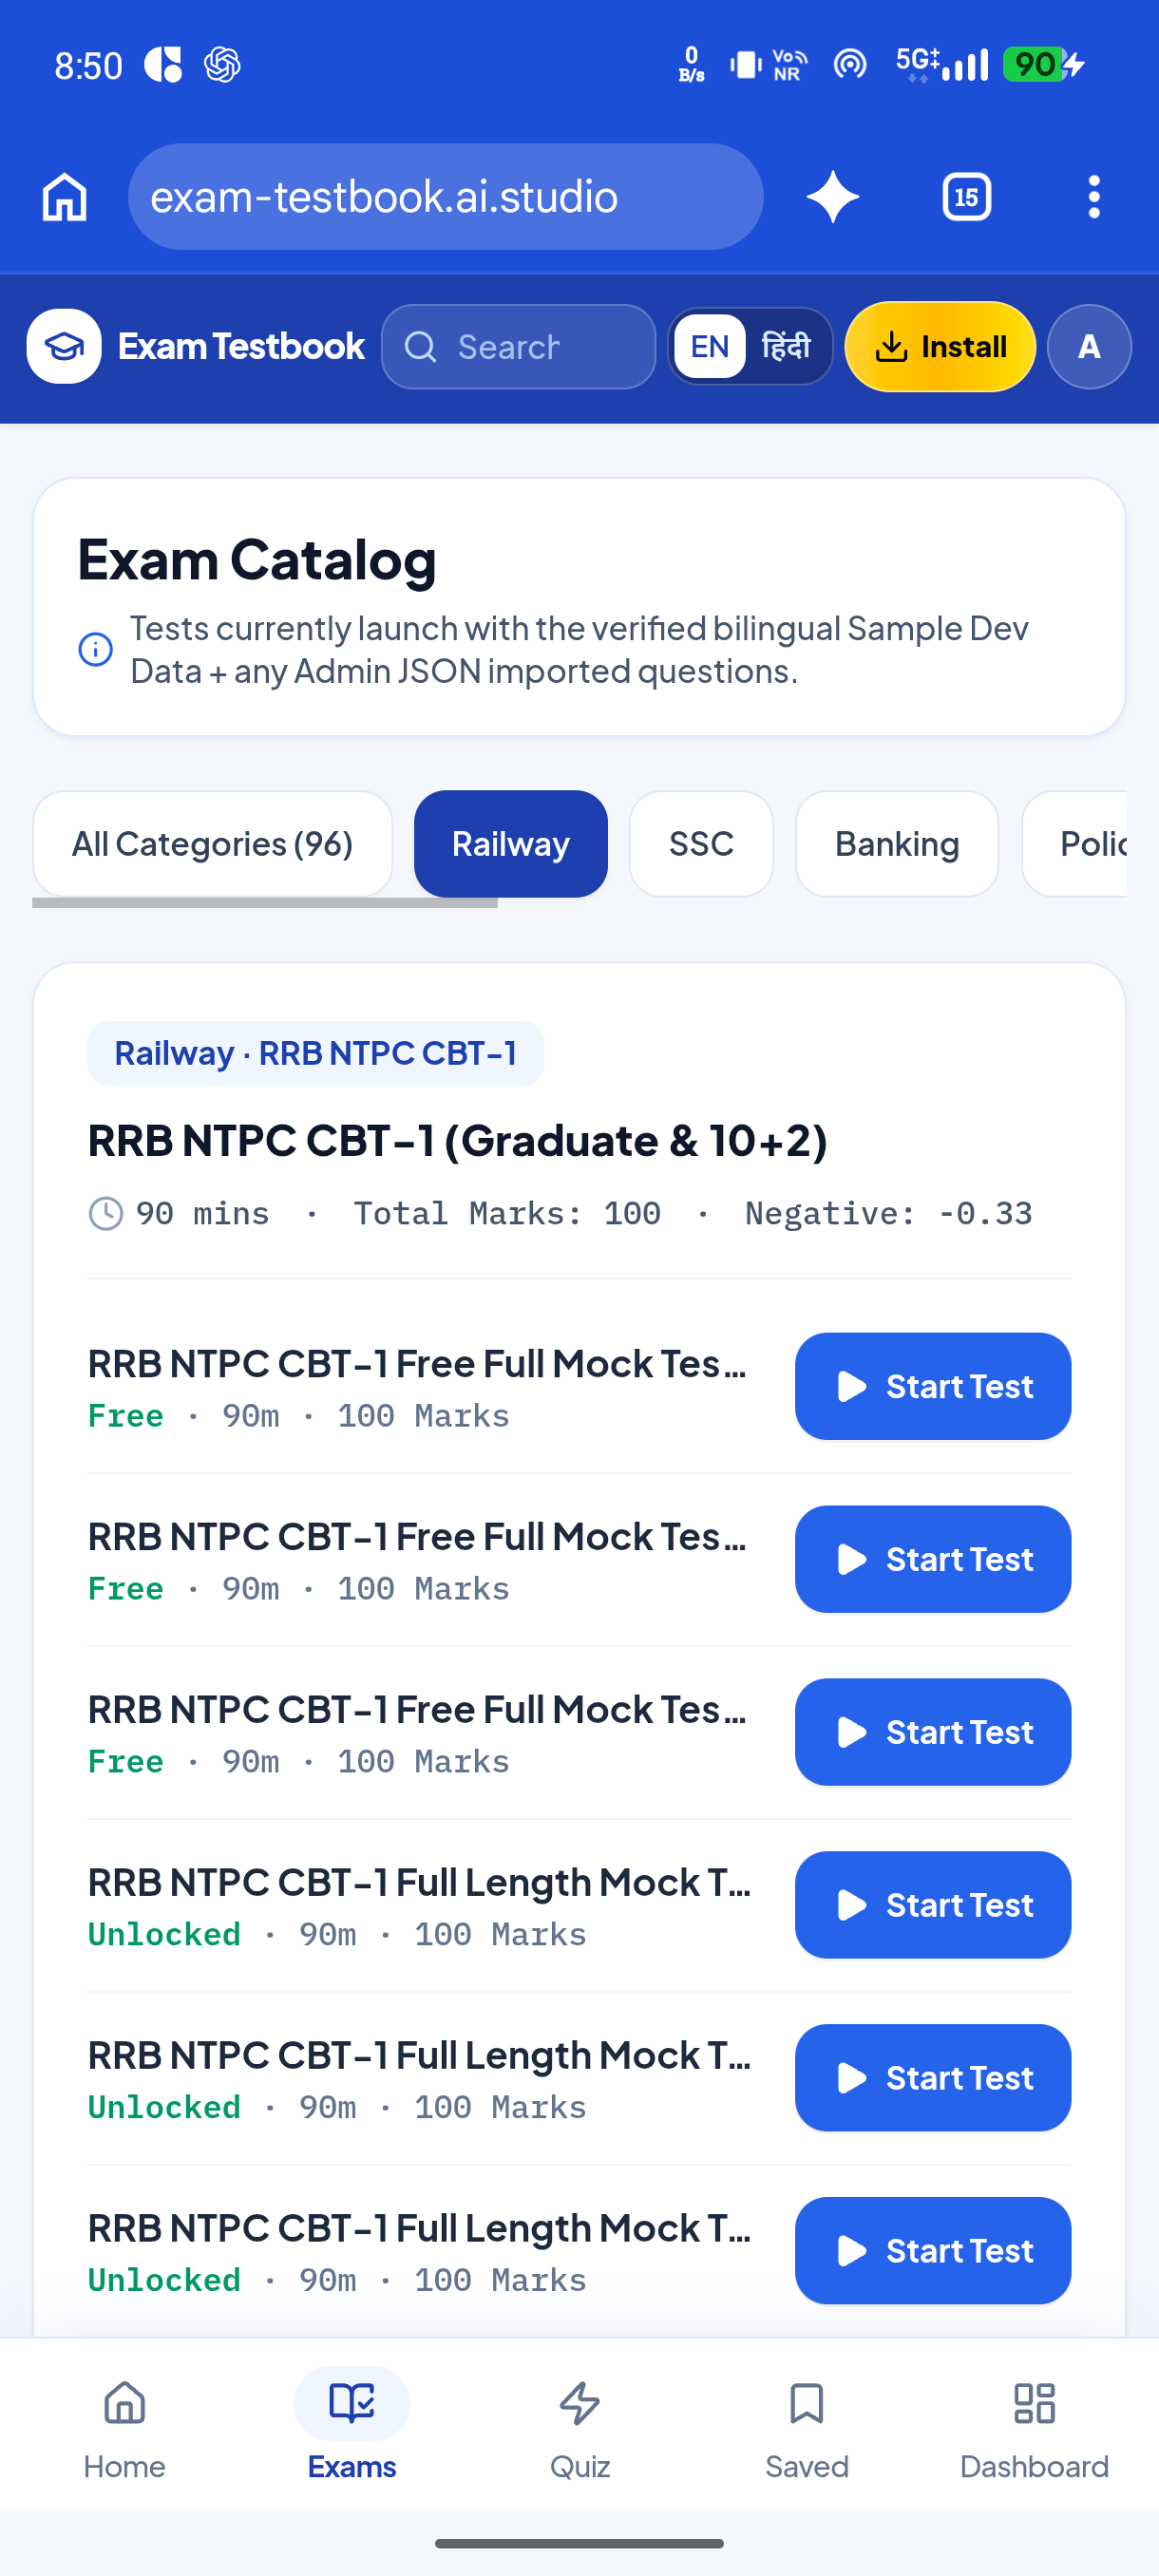 8:50
0
B/s
Vo
NR
5G
90
exam-testbook.ai.studio
15
Exam Testbook
Search
EN
हिंदी
Install
A
Exam Catalog
Tests currently launch with the verified bilingual Sample Dev
Data + any Admin JSON imported questions.
All Categories (96)
Railway
SSC
Banking
Polic
Railway · RRB NTPC CBT-1
RRB NTPC CBT-1 (Graduate & 10+2)
90 mins · Total Marks: 100 · Negative: -0.33
RRB NTPC CBT-1 Free Full Mock Tes...
Free · 90m · 100 Marks
Start Test
RRB NTPC CBT-1 Free Full Mock Tes...
Free · 90m · 100 Marks
Start Test
RRB NTPC CBT-1 Free Full Mock Tes...
Free · 90m · 100 Marks
Start Test
RRB NTPC CBT-1 Full Length Mock T...
Unlocked · 90m · 100 Marks
Start Test
RRB NTPC CBT-1 Full Length Mock T...
Unlocked · 90m · 100 Marks
Start Test
RRB NTPC CBT-1 Full Length Mock T...
Unlocked · 90m · 100 Marks
Start Test
Home
Exams
Quiz
Saved
Dashboard